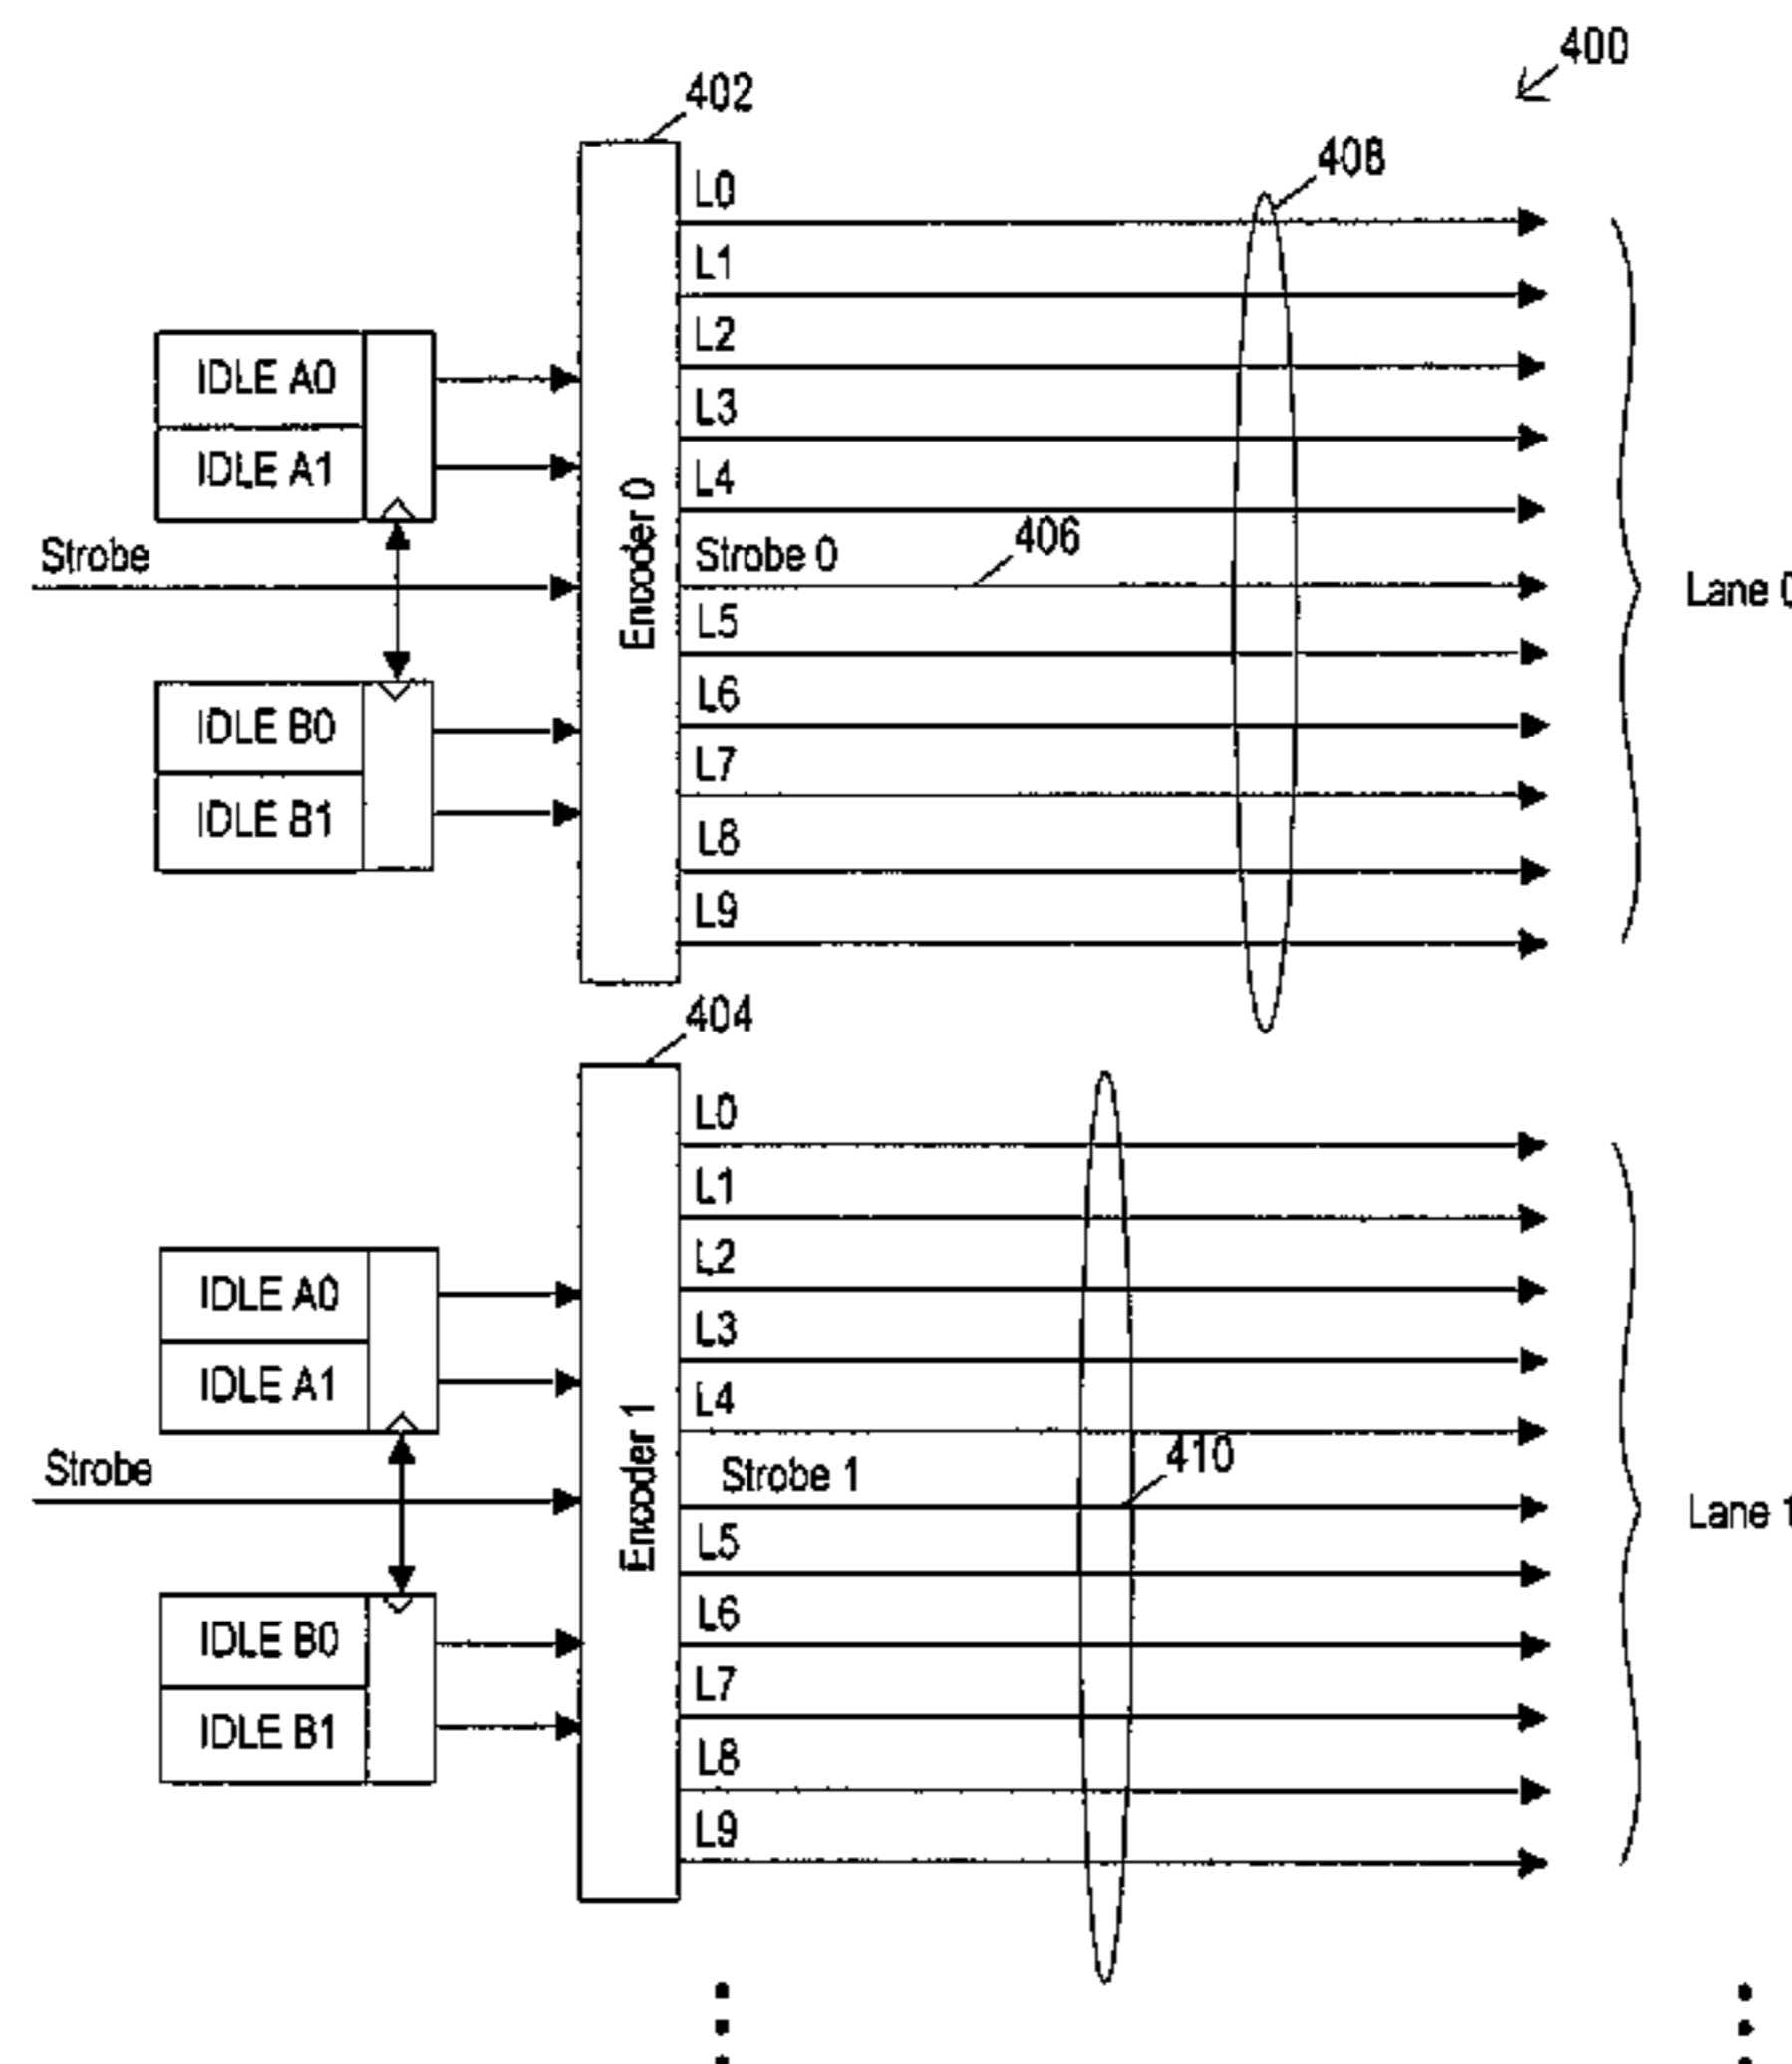 400
402
408
L0
L1
L2
IDLE A0
L3
IDLE A1
L4
Strobe
Encoder 0
Strobe 0
406
Lane 0
L5
L6
IDLE B0
L7
IDLE B1
L8
L9
404
L0
L1
L2
IDLE A0
L3
IDLE A1
L4
Strobe
Encoder 1
Strobe 1
410
Lane 1
L5
L6
IDLE B0
L7
IDLE B1
L8
L9